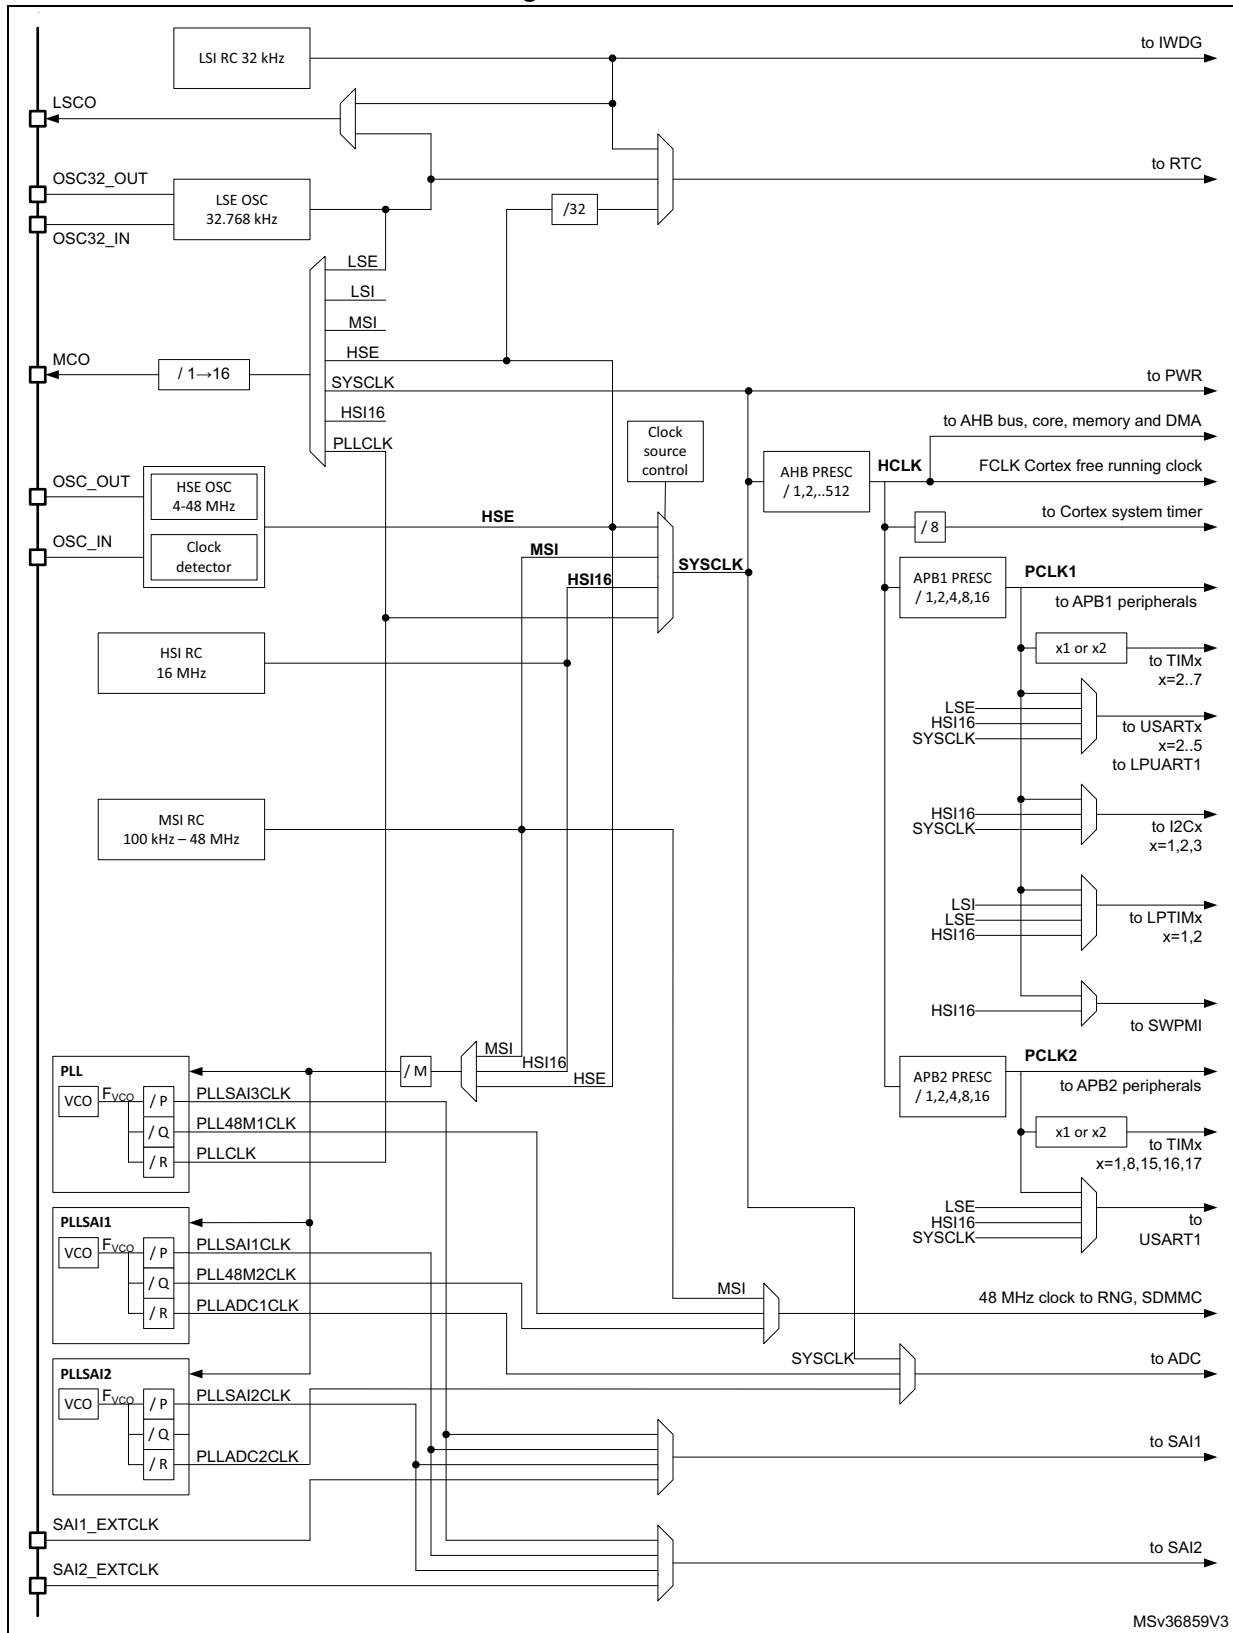 LSI RC 32 kHz
to IWDG
LSCO
OSC32_OUT
LSE OSC
32.768 kHz
OSC32_IN
/32
to RTC
LSE
LSI
MSI
HSE
MCO
/ 1→16
SYSCLK
to PWR
HSI16
PLLCLK
Clock
source
control
to AHB bus, core, memory and DMA
AHB PRESC
/ 1,2,..512
HCLK
FCLK Cortex free running clock
/ 8
to Cortex system timer
OSC_OUT
HSE OSC
4-48 MHz
OSC_IN
Clock
detector
HSE
MSI
HSI16
SYSCLK
APB1 PRESC
/ 1,2,4,8,16
PCLK1
to APB1 peripherals
HSI RC
16 MHz
x1 or x2
to TIMx
x=2..7
LSE
HSI16
SYSCLK
to USARTx
x=2..5
to LPUART1
MSI RC
100 kHz – 48 MHz
HSI16
SYSCLK
to I2Cx
x=1,2,3
LSI
LSE
HSI16
to LPTIMx
x=1,2
HSI16
to SWPMI
MSI
HSI16
HSE
/ M
PLL
VCO
FVCO
/ P
PLLSAI3CLK
/ Q
PLL48M1CLK
/ R
PLLCLK
APB2 PRESC
/ 1,2,4,8,16
PCLK2
to APB2 peripherals
x1 or x2
to TIMx
x=1,8,15,16,17
LSE
HSI16
SYSCLK
to
USART1
PLLSAI1
VCO
FVCO
/ P
PLLSAI1CLK
/ Q
PLL48M2CLK
/ R
PLLADC1CLK
MSI
48 MHz clock to RNG, SDMMC
SYSCLK
to ADC
PLLSAI2
VCO
FVCO
/ P
PLLSAI2CLK
/ Q
/ R
PLLADC2CLK
to SAI1
SAI1_EXTCLK
to SAI2
SAI2_EXTCLK
MSv36859V3